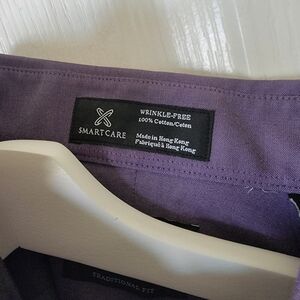 SMARTCARE
WRINKLE-FREE
100% Cotton/Coton
Made in Hong Kong
Fabriqué à Hong Kong
TRADITIONAL FIT